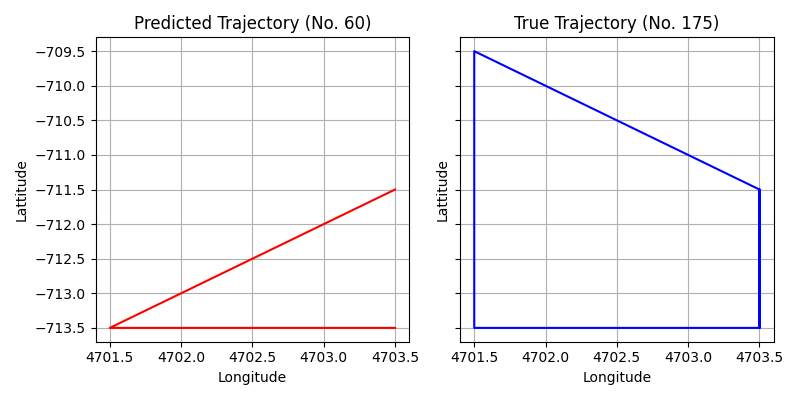 Predicted Trajectory (No. 60)
True Trajectory (No. 175)
−709.5
−710.0
−710.5
−711.0
−711.5
−712.0
−712.5
−713.0
−713.5
Lattitude
Lattitude
4701.5 4702.0 4702.5 4703.0 4703.5
4701.5 4702.0 4702.5 4703.0 4703.5
Longitude
Longitude